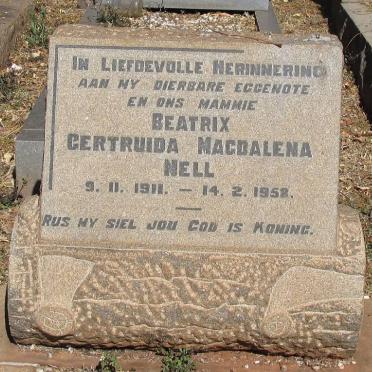 In Liefdevolle Herinnering
aan my dierbare eggenote
en ons mammie
Beatrix
Gertruida Magdalena
Nell
9.11.1911. — 14.2.1958.
Rus my siel jou God is Koning.